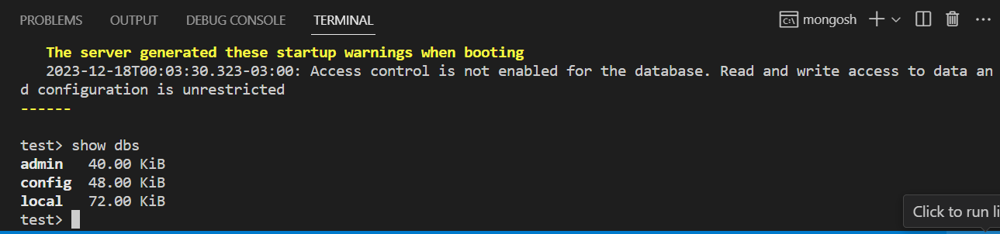 PROBLEMS OUTPUT DEBUG CONSOLE TERMINAL mongosh
The server generated these startup warnings when booting
2023-12-18T00:03:30.323-03:00: Access control is not enabled for the database. Read and write access to data an
d configuration is unrestricted
------
test> show dbs
admin 40.00 KiB
config 48.00 KiB
local 72.00 KiB
test>
Click to run li